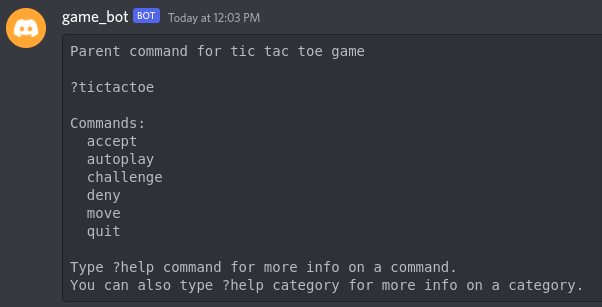 game_bot BOT Today at 12:03 PM
Parent command for tic tac toe game
?tictactoe
Commands:
accept
autoplay
challenge
deny
move
quit
Type ?help command for more info on a command.
You can also type ?help category for more info on a category.